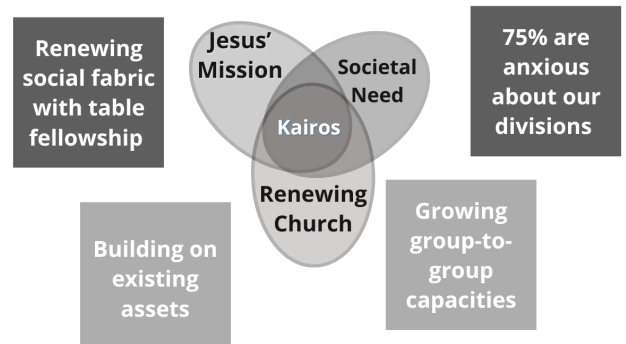 Renewing
social fabric
with table
fellowship
Jesus’
Mission
Societal
Need
75% are
anxious
about our
divisions
Kairos
Renewing
Church
Building on
existing
assets
Growing
group-to-
group
capacities